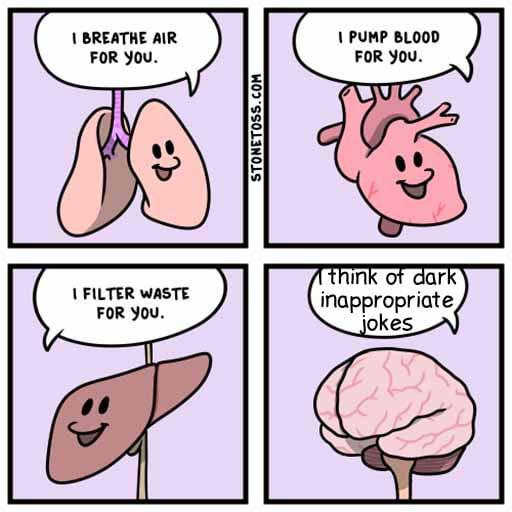 I BREATHE AIR
FOR YOU.
I PUMP BLOOD
FOR YOU.
STONETOSS.COM
I FILTER WASTE
FOR YOU.
I think of dark
inappropriate
jokes